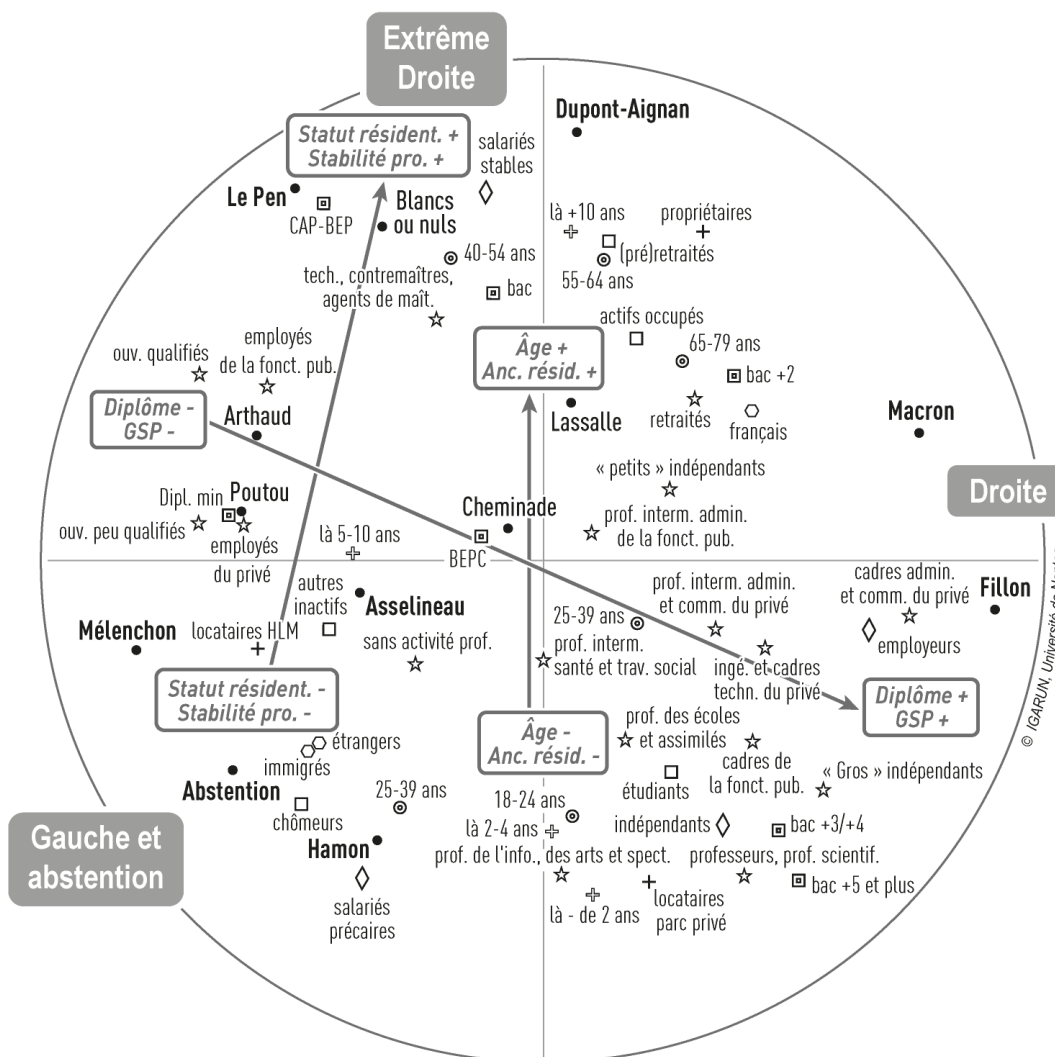 Extrême
Droite
Dupont-Aignan
Statut résident. +
Stabilité pro. +
salariés
stables
Le Pen
CAP-BEP
Blancs
ou nuls
là +10 ans
propriétaires
(pré)retraités
55-64 ans
40-54 ans
tech., contremaîtres,
agents de maît.
bac
actifs occupés
65-79 ans
bac +2
Âge +
Anc. résid. +
employés
de la fonct. pub.
ouv. qualifiés
Diplôme -
GSP -
Arthaud
Lassalle
retraités
français
Macron
« petits » indépendants
Droite
Dipl. min
Poutou
ouv. peu qualifiés
employés
du privé
Cheminade
BEPC
prof. interm. admin.
de la fonct. pub.
là 5-10 ans
autres
inactifs
Asselineau
prof. interm. admin.
et comm. du privé
cadres admin.
et comm. du privé
Fillon
employeurs
Mélenchon
locataires HLM
sans activité prof.
25-39 ans
prof. interm.
santé et trav. social
ingé. et cadres
techn. du privé
Statut résident. -
Stabilité pro. -
Diplôme +
GSP +
Âge -
Anc. résid. -
prof. des écoles
et assimilés
cadres de
la fonct. pub.
étrangers
immigrés
Abstention
chômeurs
25-39 ans
étudiants
« Gros » indépendants
18-24 ans
là 2-4 ans
indépendants
bac +3/+4
Gauche et
abstention
Hamon
prof. de l'info., des arts et spect.
professeurs, prof. scientif.
bac +5 et plus
salariés
précaires
là - de 2 ans
locataires
parc privé
© IGARUN, Université de